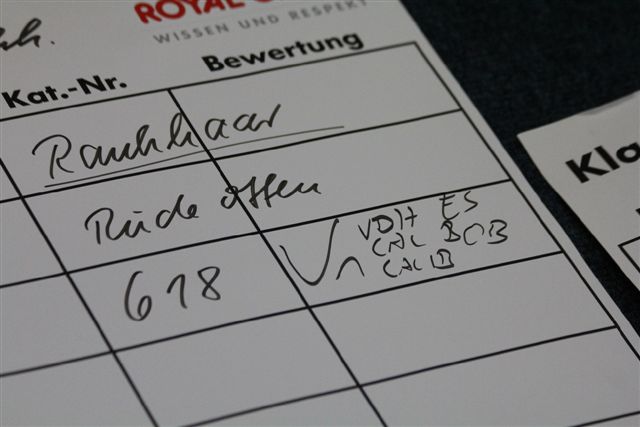 ROYAL
WISSEN UND RESPEKT
Kat.-Nr.
Bewertung
Rauhhaar
Rüde offen
618
V1
VDH ES
CAC BOB
CACIB
Kla